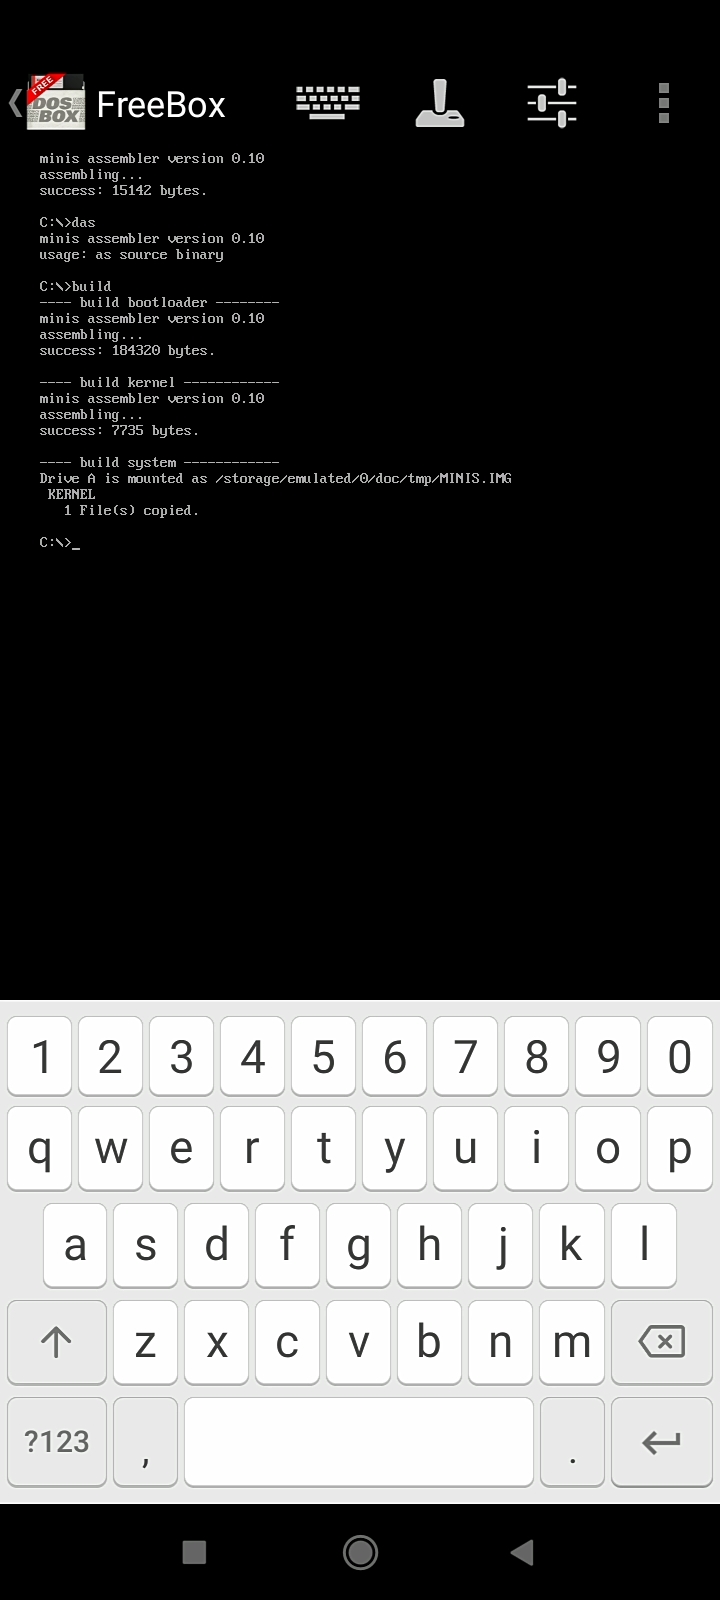 FREE
DOS
BOX
FreeBox
minis assembler version 0.10
assembling...
success: 15142 bytes.
C:\>das
minis assembler version 0.10
usage: as source binary
C:\>build
---- build bootloader --------
minis assembler version 0.10
assembling...
success: 184320 bytes.
---- build kernel ------------
minis assembler version 0.10
assembling...
success: 7735 bytes.
---- build system ------------
Drive A is mounted as /storage/emulated/0/doc/tmp/MINIS.IMG
KERNEL
1 File(s) copied.
C:\>_
1 2 3 4 5 6 7 8 9 0
q w e r t y u i o p
a s d f g h j k l
z x c v b n m
?123 , .